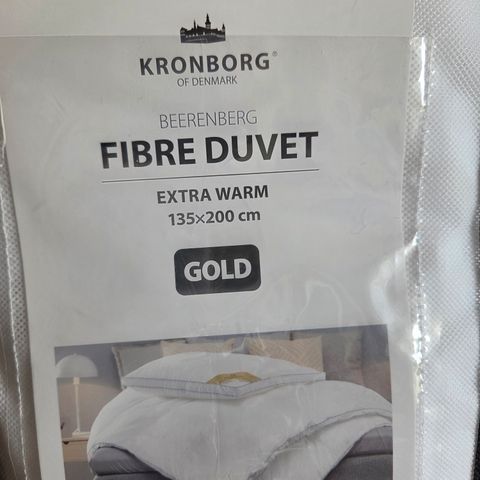 KRONBORG®
OF DENMARK
BEERENBERG
FIBRE DUVET
EXTRA WARM
135×200 cm
GOLD